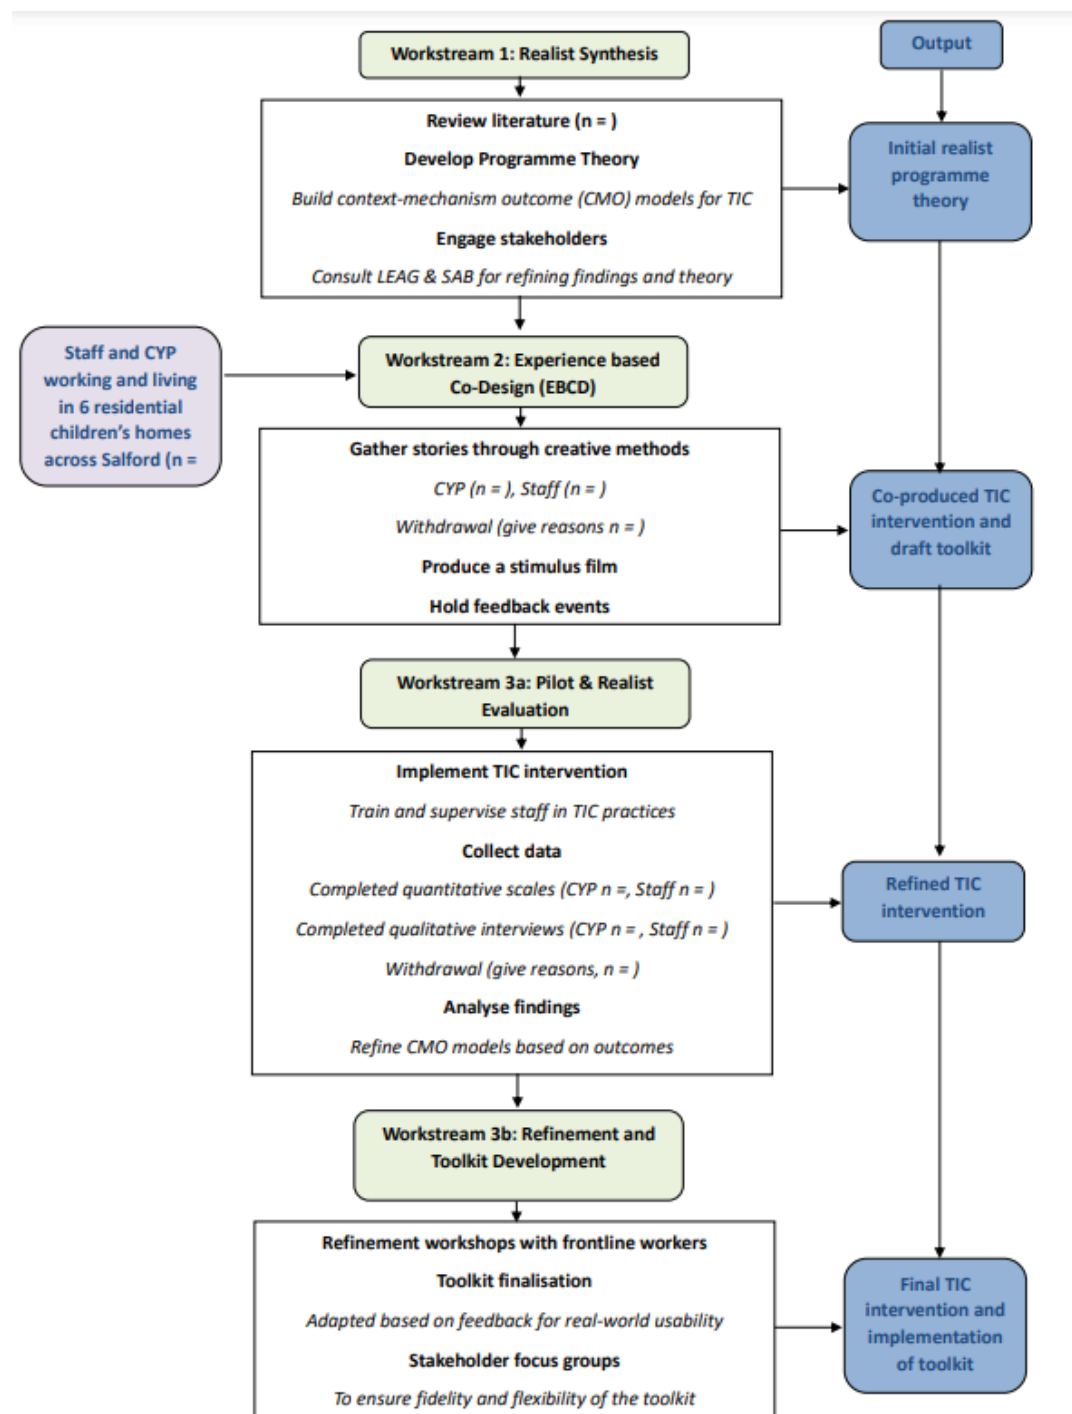 Workstream 1: Realist Synthesis
Output
Review literature (n = )
Develop Programme Theory
Build context-mechanism outcome (CMO) models for TIC
Engage stakeholders
Consult LEAG & SAB for refining findings and theory
Initial realist
programme
theory
Staff and CYP
working and living
in 6 residential
children's homes
across Salford (n =
Workstream 2: Experience based
Co-Design (EBCD)
Gather stories through creative methods
CYP (n = ), Staff (n = )
Withdrawal (give reasons n = )
Produce a stimulus film
Hold feedback events
Co-produced TIC
intervention and
draft toolkit
Workstream 3a: Pilot & Realist
Evaluation
Implement TIC intervention
Train and supervise staff in TIC practices
Collect data
Completed quantitative scales (CYP n =, Staff n = )
Completed qualitative interviews (CYP n = , Staff n = )
Withdrawal (give reasons, n = )
Analyse findings
Refine CMO models based on outcomes
Refined TIC
intervention
Workstream 3b: Refinement and
Toolkit Development
Refinement workshops with frontline workers
Toolkit finalisation
Adapted based on feedback for real-world usability
Stakeholder focus groups
To ensure fidelity and flexibility of the toolkit
Final TIC
intervention and
implementation
of toolkit